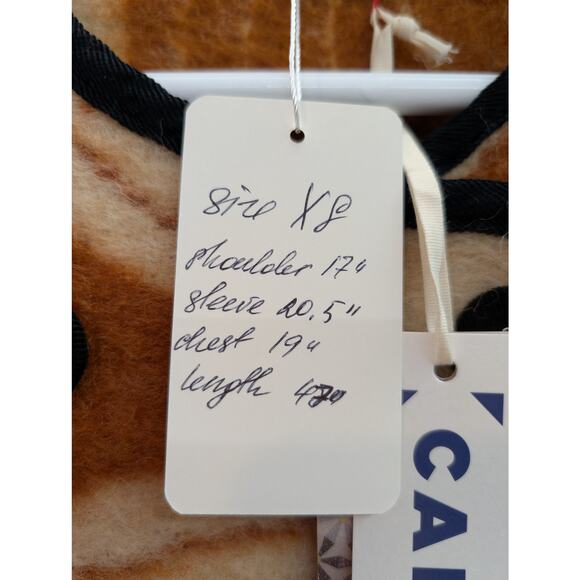 size XS
shoulder 17"
sleeve 20.5"
chest 19"
length
CA